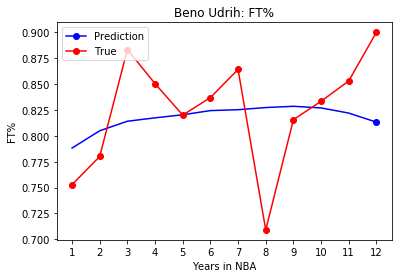 Beno Udrih: FT%
Prediction
True
0.900
0.875
0.850
0.825
0.800
0.775
0.750
0.725
0.700
FT%
1 2 3 4 5 6 7 8 9 10 11 12
Years in NBA